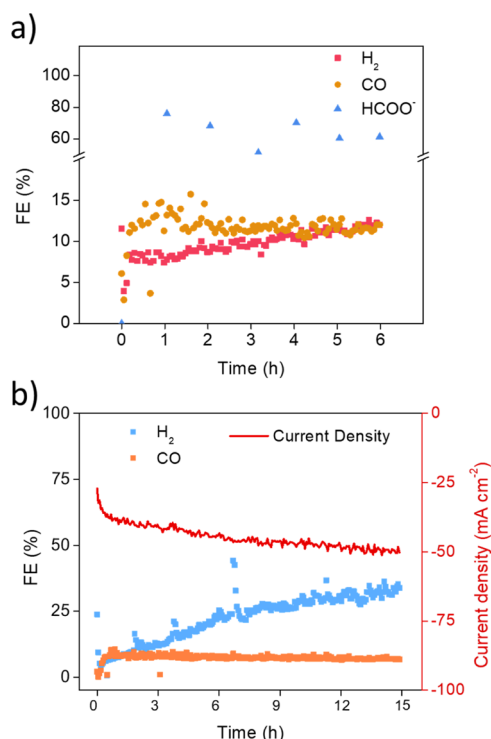 a)
H2
CO
HCOO-
FE (%)
100
80
60
15
10
5
0
0 1 2 3 4 5 6
Time (h)
b)
H2
CO
Current Density
FE (%)
100
75
50
25
0
0
-25
-50
-75
-100
Current density (mA cm-2)
0 3 6 9 12 15
Time (h)